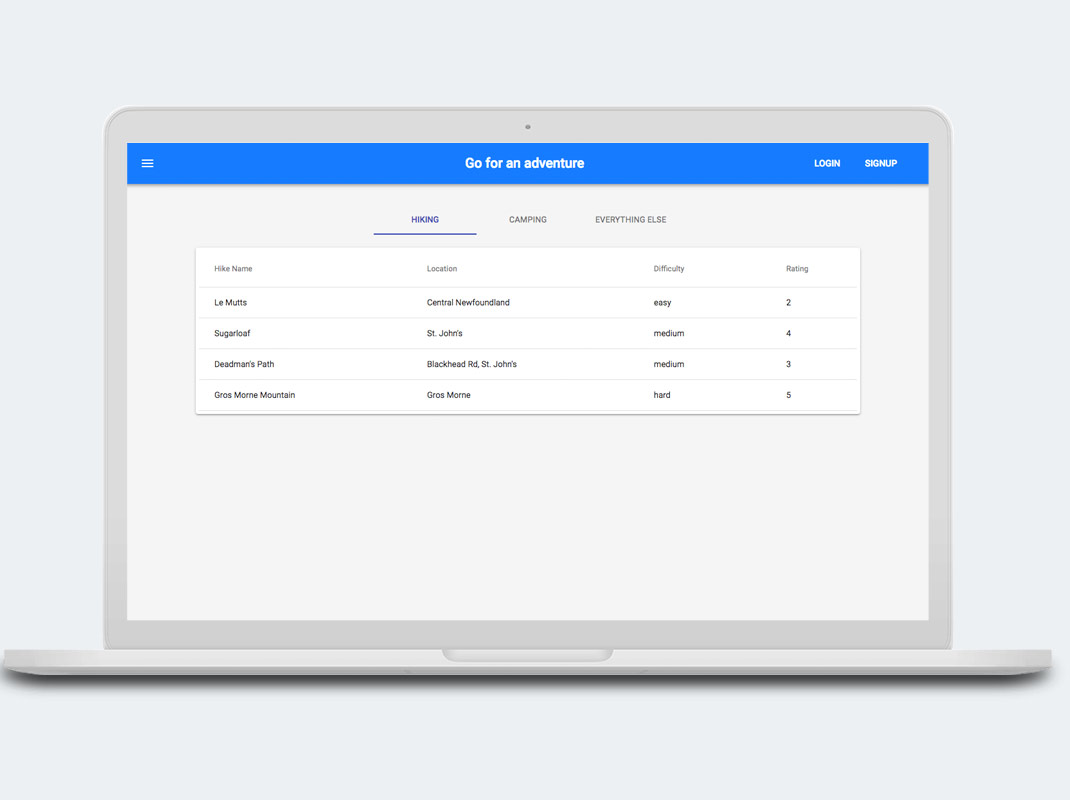 Go for an adventure LOGIN SIGNUP
HIKING CAMPING EVERYTHING ELSE
Hike Name Location Difficulty Rating
Le Mutts Central Newfoundland easy 2
Sugarloaf St. John's medium 4
Deadman's Path Blackhead Rd, St. John's medium 3
Gros Morne Mountain Gros Morne hard 5